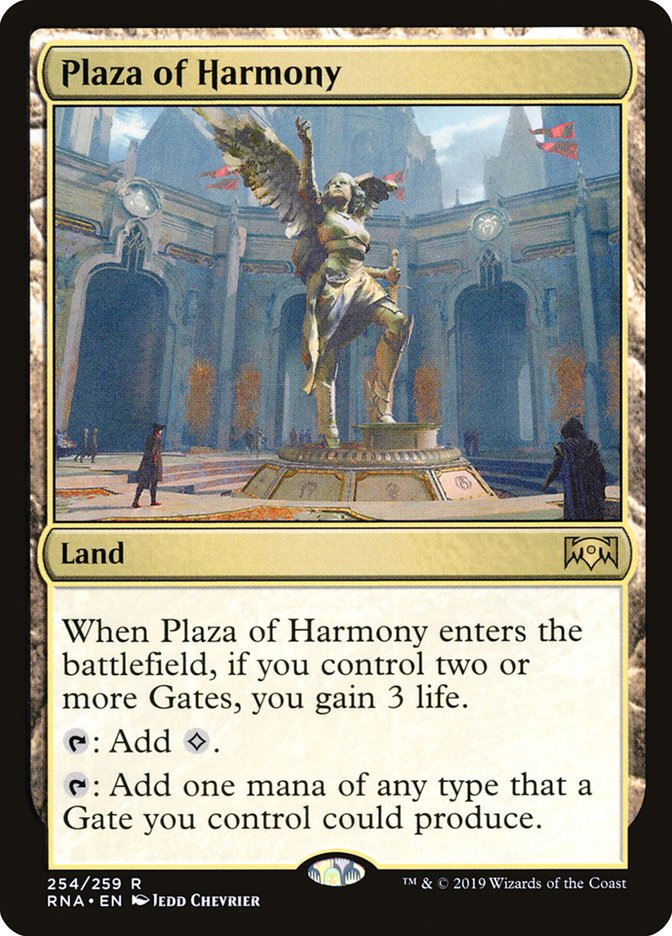 Plaza of Harmony
Land
When Plaza of Harmony enters the
battlefield, if you control two or
more Gates, you gain 3 life.
: Add .
: Add one mana of any type that a
Gate you control could produce.
254/259 R
RNA • EN Jedd Chevrier
™ & © 2019 Wizards of the Coast